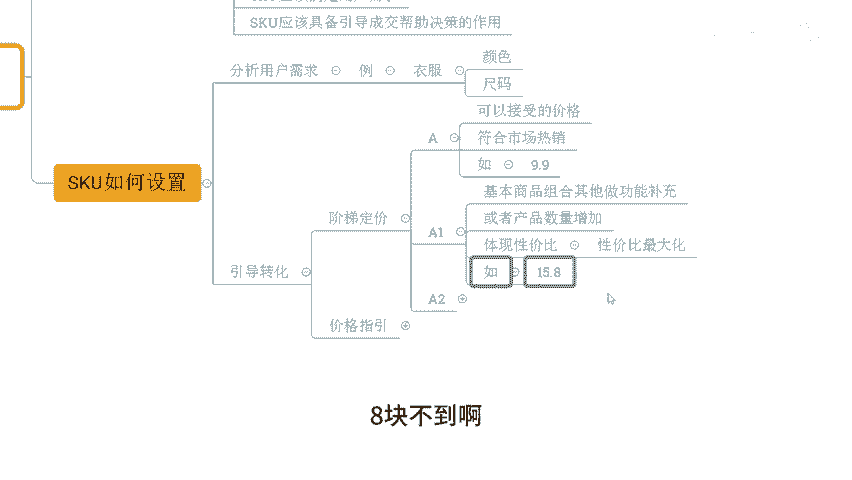 SKU应该具备引导成交帮助决策的作用
颜色
分析用户需求 例 衣服
尺码
可以接受的价格
A 符合市场热销
SKU如何设置
如 9.9
基本商品组合其他做功能补充
阶梯定价
或者产品数量增加
A1
体现性价比 性价比最大化
引导转化
如 15.8
A2
价格指引
8块不到啊